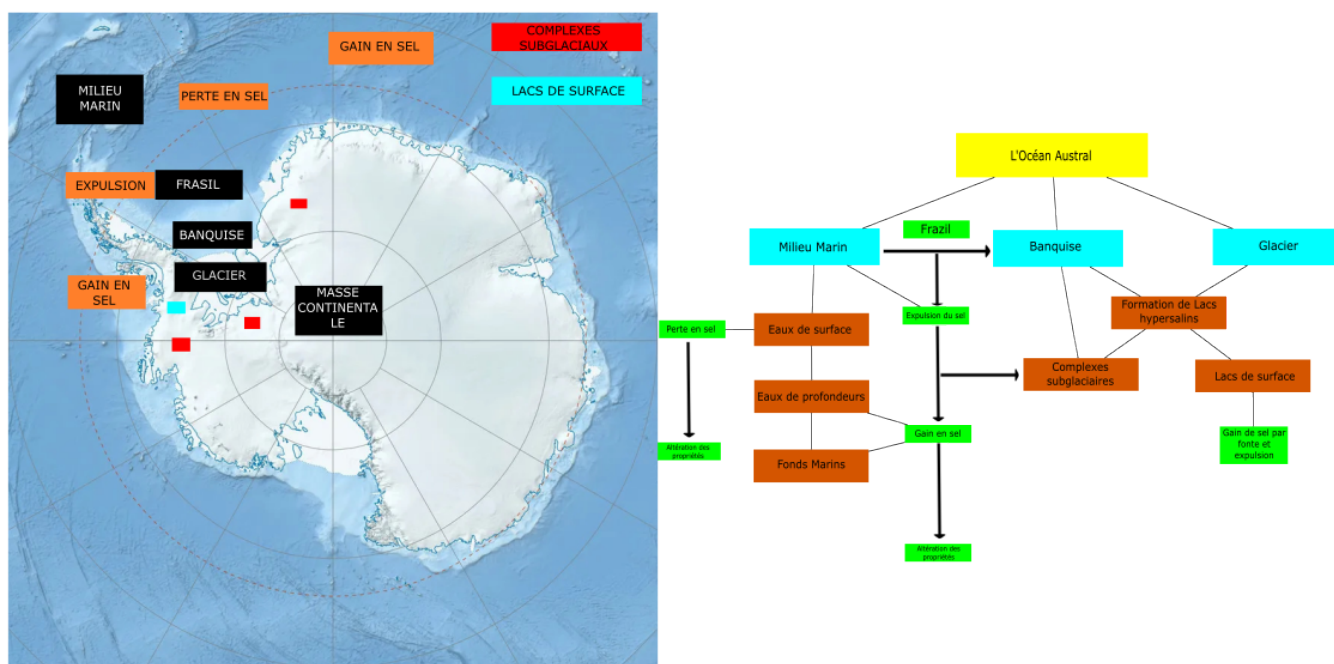 GAIN EN SEL
COMPLEXES
SUBGLACIAUX
MILIEU
MARIN
PERTE EN SEL
LACS DE SURFACE
EXPULSION
FRASIL
BANQUISE
GLACIER
GAIN EN
SEL
MASSE
CONTINENTA
LE
L'Océan Austral
Milieu Marin
Frazil
Banquise
Glacier
Formation de Lacs
hypersalins
Perte en sel
Eaux de surface
Expulsion du sel
Complexes
subglaciaires
Lacs de surface
Eaux de profondeurs
Gain en sel
Gain de sel par
fonte et
expulsion
Altération des
propriétés
Fonds Marins
Altération des
propriétés